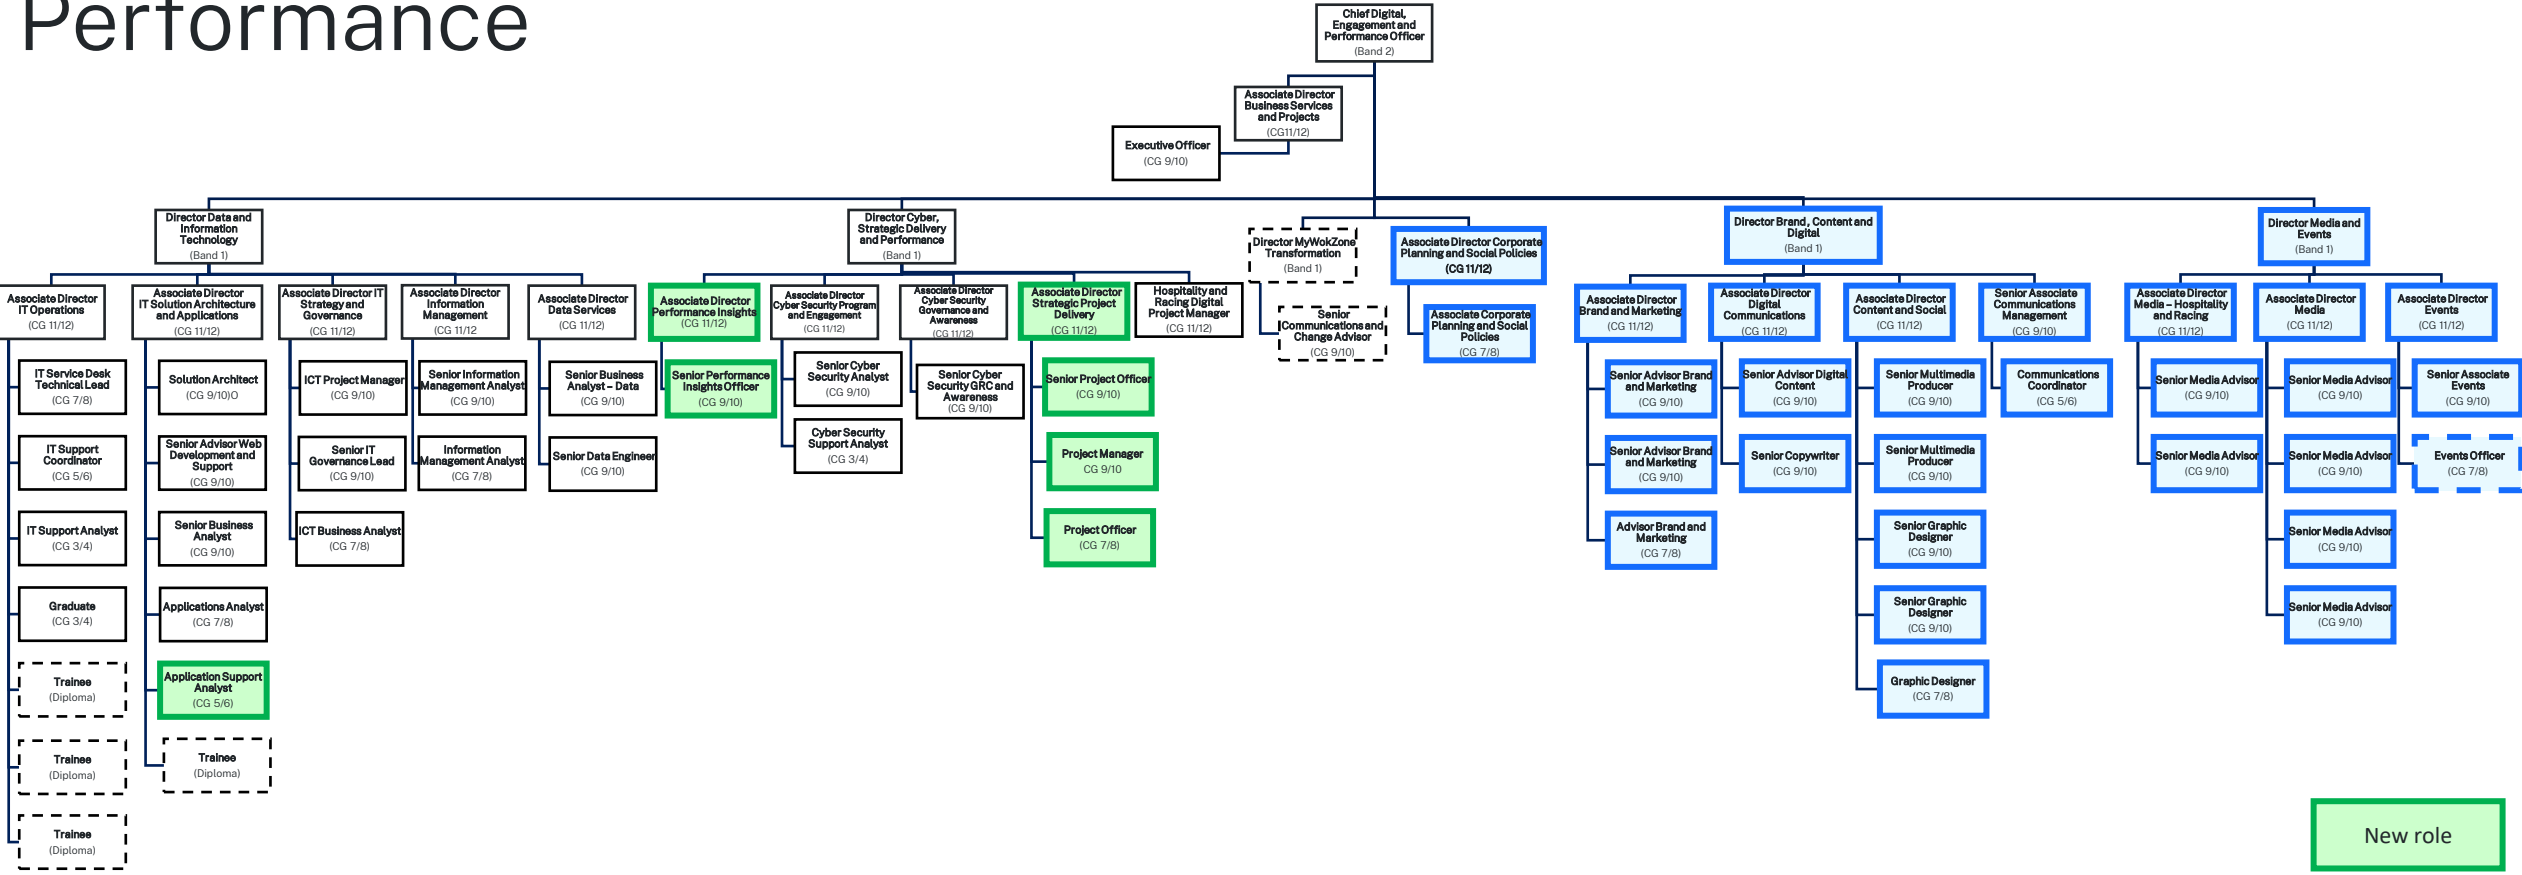 Performance
Chief Digital,
Engagement and
Performance Officer
(Band 2)
Associate Director
Business Services
and Projects
(CG11/12)
Executive Officer
(CG 9/10)
Director Data and
Information
Technology
(Band 1)
Director Cyber,
Strategic Delivery
and Performance
(Band 1)
Director MyWokZone
Transformation
(Band 1)
Associate Director Corporate
Planning and Social Policies
(CG 11/12)
Director Brand , Content and
Digital
(Band 1)
Director Media and
Events
(Band 1)
Associate Director
IT Operations
(CG 11/12)
Associate Director
IT Solution Architecture
and Applications
(CG 11/12)
Associate Director IT
Strategy and
Governance
(CG 11/12)
Associate Director
Information
Management
(CG 11/12
Associate Director
Data Services
(CG 11/12)
Associate Director
Performance Insights
(CG 11/12)
Associate Director
Cyber Security Program
and Engagement
(CG 11/12)
Associate Director
Cyber Security
Governance and
Awareness
(CG 11/12)
Associate Director
Strategic Project
Delivery
(CG 11/12)
Hospitality and
Racing Digital
Project Manager
(CG 11/12)
Senior
Communications and
Change Advisor
(CG 9/10)
Associate Corporate
Planning and Social
Policies
(CG 7/8)
Associate Director
Brand and Marketing
(CG 11/12)
Associate Director
Digital
Communications
(CG 11/12)
Associate Director
Content and Social
(CG 11/12)
Senior Associate
Communications
Management
(CG 9/10)
Associate Director
Media – Hospitality
and Racing
(CG 11/12)
Associate Director
Media
(CG 11/12)
Associate Director
Events
(CG 11/12)
IT Service Desk
Technical Lead
(CG 7/8)
Solution Architect
(CG 9/10)O
ICT Project Manager
(CG 9/10)
Senior Information
Management Analyst
(CG 9/10)
Senior Business
Analyst – Data
(CG 9/10)
Senior Performance
Insights Officer
(CG 9/10)
Senior Cyber
Security Analyst
(CG 9/10)
Senior Cyber
Security GRC and
Awareness
(CG 9/10)
Senior Project Officer
(CG 9/10)
Senior Advisor Brand
and Marketing
(CG 9/10)
Senior Advisor Digital
Content
(CG 9/10)
Senior Multimedia
Producer
(CG 9/10)
Communications
Coordinator
(CG 5/6)
Senior Media Advisor
(CG 9/10)
Senior Media Advisor
(CG 9/10)
Senior Associate
Events
(CG 9/10)
IT Support
Coordinator
(CG 5/6)
Senior Advisor Web
Development and
Support
(CG 9/10)
Senior IT
Governance Lead
(CG 9/10)
Information
Management Analyst
(CG 7/8)
Senior Data Engineer
(CG 9/10)
Cyber Security
Support Analyst
(CG 3/4)
Project Manager
CG 9/10
Senior Advisor Brand
and Marketing
(CG 9/10)
Senior Copywriter
(CG 9/10)
Senior Multimedia
Producer
(CG 9/10)
Senior Media Advisor
(CG 9/10)
Senior Media Advisor
(CG 9/10)
Events Officer
(CG 7/8)
IT Support Analyst
(CG 3/4)
Senior Business
Analyst
(CG 9/10)
ICT Business Analyst
(CG 7/8)
Project Officer
(CG 7/8)
Advisor Brand and
Marketing
(CG 7/8)
Senior Graphic
Designer
(CG 9/10)
Senior Media Advisor
(CG 9/10)
Graduate
(CG 3/4)
Applications Analyst
(CG 7/8)
Senior Graphic
Designer
(CG 9/10)
Senior Media Advisor
(CG 9/10)
Trainee
(Diploma)
Application Support
Analyst
(CG 5/6)
Graphic Designer
(CG 7/8)
Trainee
(Diploma)
Trainee
(Diploma)
Trainee
(Diploma)
New role